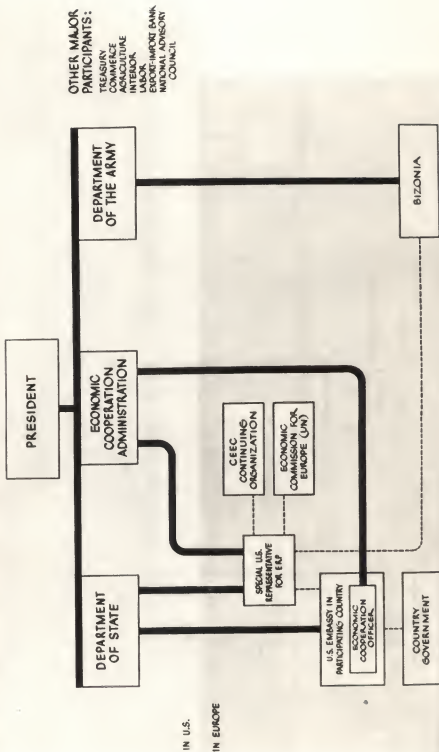 PRESIDENT
OTHER MAJOR
PARTICIPANTS:
TREASURY
COMMERCE
AGRICULTURE
INTERIOR
LABOR
EXPORT-IMPORT BANK
NATIONAL ADVISORY
COUNCIL
DEPARTMENT
OF STATE
ECONOMIC
COOPERATION
ADMINISTRATION
DEPARTMENT
OF THE ARMY
IN U.S.
IN EUROPE
SPECIAL U.S.
REPRESENTATIVE
FOR ERP
CEEC
CONTINUING
ORGANIZATION
ECONOMIC
COMMISSION FOR
EUROPE (UN)
U.S. EMBASSY IN
PARTICIPATING COUNTRY
ECONOMIC
COOPERATION
OFFICER
BIZONIA
COUNTRY
GOVERNMENT